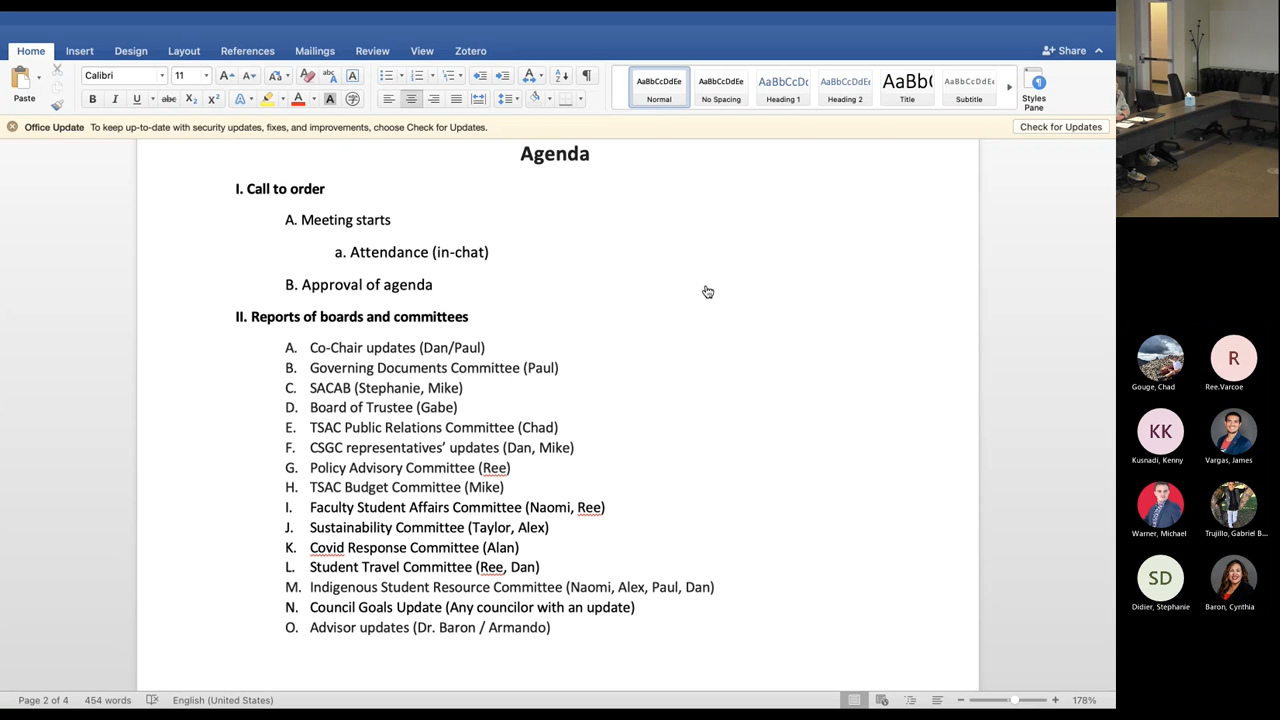 Home Insert Design Layout References Mailings Review View Zotero Share
Calibri 11
Paste
AaBbCcDdEe AaBbCcDdEe AaBbCcDc AaBbCcDdEe AaBb( AaBbCcDdEe
Normal No Spacing Heading 1 Heading 2 Title Subtitle Styles Pane
Office Update To keep up-to-date with security updates, fixes, and improvements, choose Check for Updates. Check for Updates
Agenda
I. Call to order
A. Meeting starts
a. Attendance (in-chat)
B. Approval of agenda
II. Reports of boards and committees
A. Co-Chair updates (Dan/Paul)
B. Governing Documents Committee (Paul)
C. SACAB (Stephanie, Mike)
D. Board of Trustee (Gabe)
E. TSAC Public Relations Committee (Chad)
F. CSGC representatives’ updates (Dan, Mike)
G. Policy Advisory Committee (Ree)
H. TSAC Budget Committee (Mike)
I. Faculty Student Affairs Committee (Naomi, Ree)
J. Sustainability Committee (Taylor, Alex)
K. Covid Response Committee (Alan)
L. Student Travel Committee (Ree, Dan)
M. Indigenous Student Resource Committee (Naomi, Alex, Paul, Dan)
N. Council Goals Update (Any councilor with an update)
O. Advisor updates (Dr. Baron / Armando)
Page 2 of 4 454 words English (United States) 178%
R
Gouge, Chad Ree.Varcoe
KK
Kusnadi, Kenny Vargas, James
Warner, Michael Trujillo, Gabriel B...
SD
Didier, Stephanie Baron, Cynthia